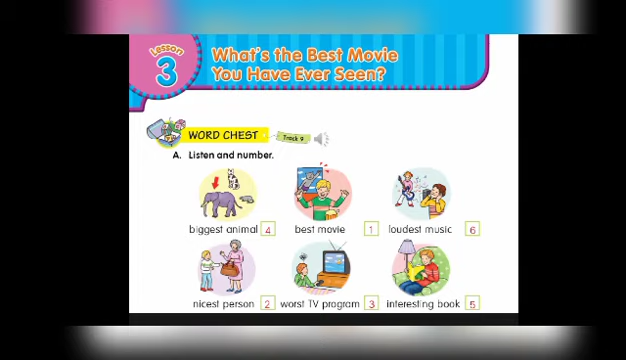 Lesson
3
What's the Best Movie
You Have Ever Seen?
WORD CHEST
Track 9
A. Listen and number.
biggest animal 4
best movie 1
loudest music 6
nicest person 2
worst TV program 3
interesting book 5